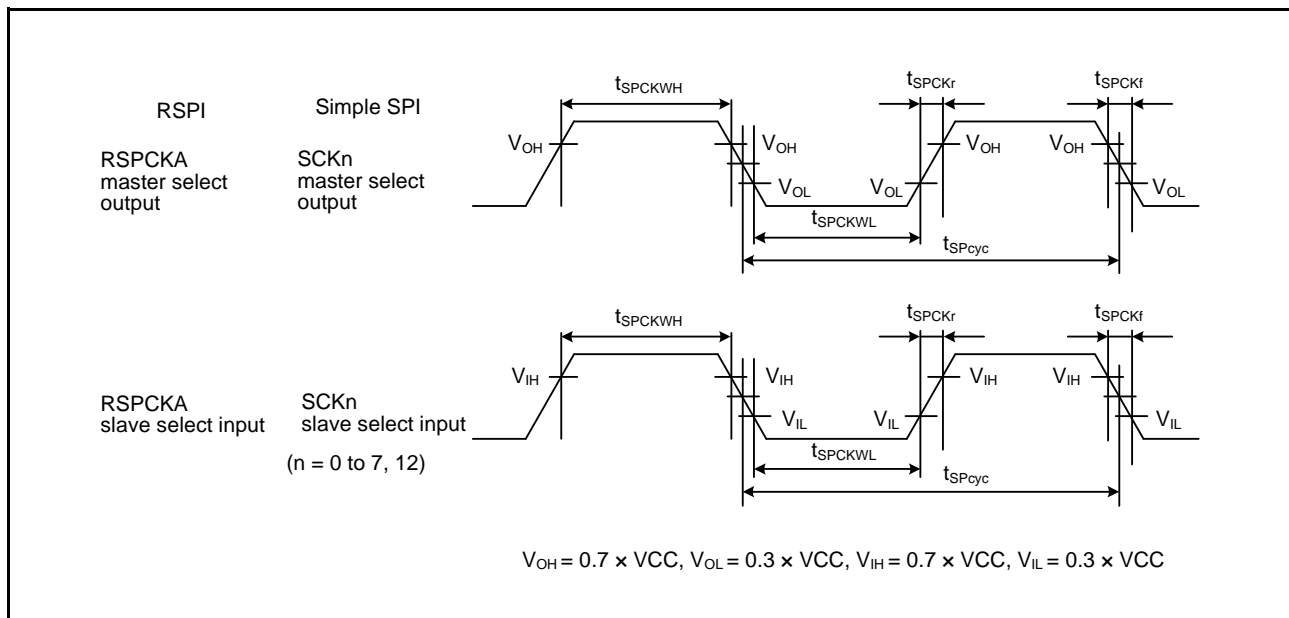 RSPI
Simple SPI
RSPCKA
master select
output
SCKn
master select
output
tSPCKWH
tSPCKr
tSPCKf
VOH
VOH
VOL
VOL
VOH
VOH
VOL
tSPCKWL
tSPcyc
RSPCKA
slave select input
SCKn
slave select input
(n = 0 to 7, 12)
tSPCKWH
tSPCKr
tSPCKf
VIH
VIH
VIL
VIL
VIH
VIH
VIL
tSPCKWL
tSPcyc
VOH = 0.7 × VCC, VOL = 0.3 × VCC, VIH = 0.7 × VCC, VIL = 0.3 × VCC